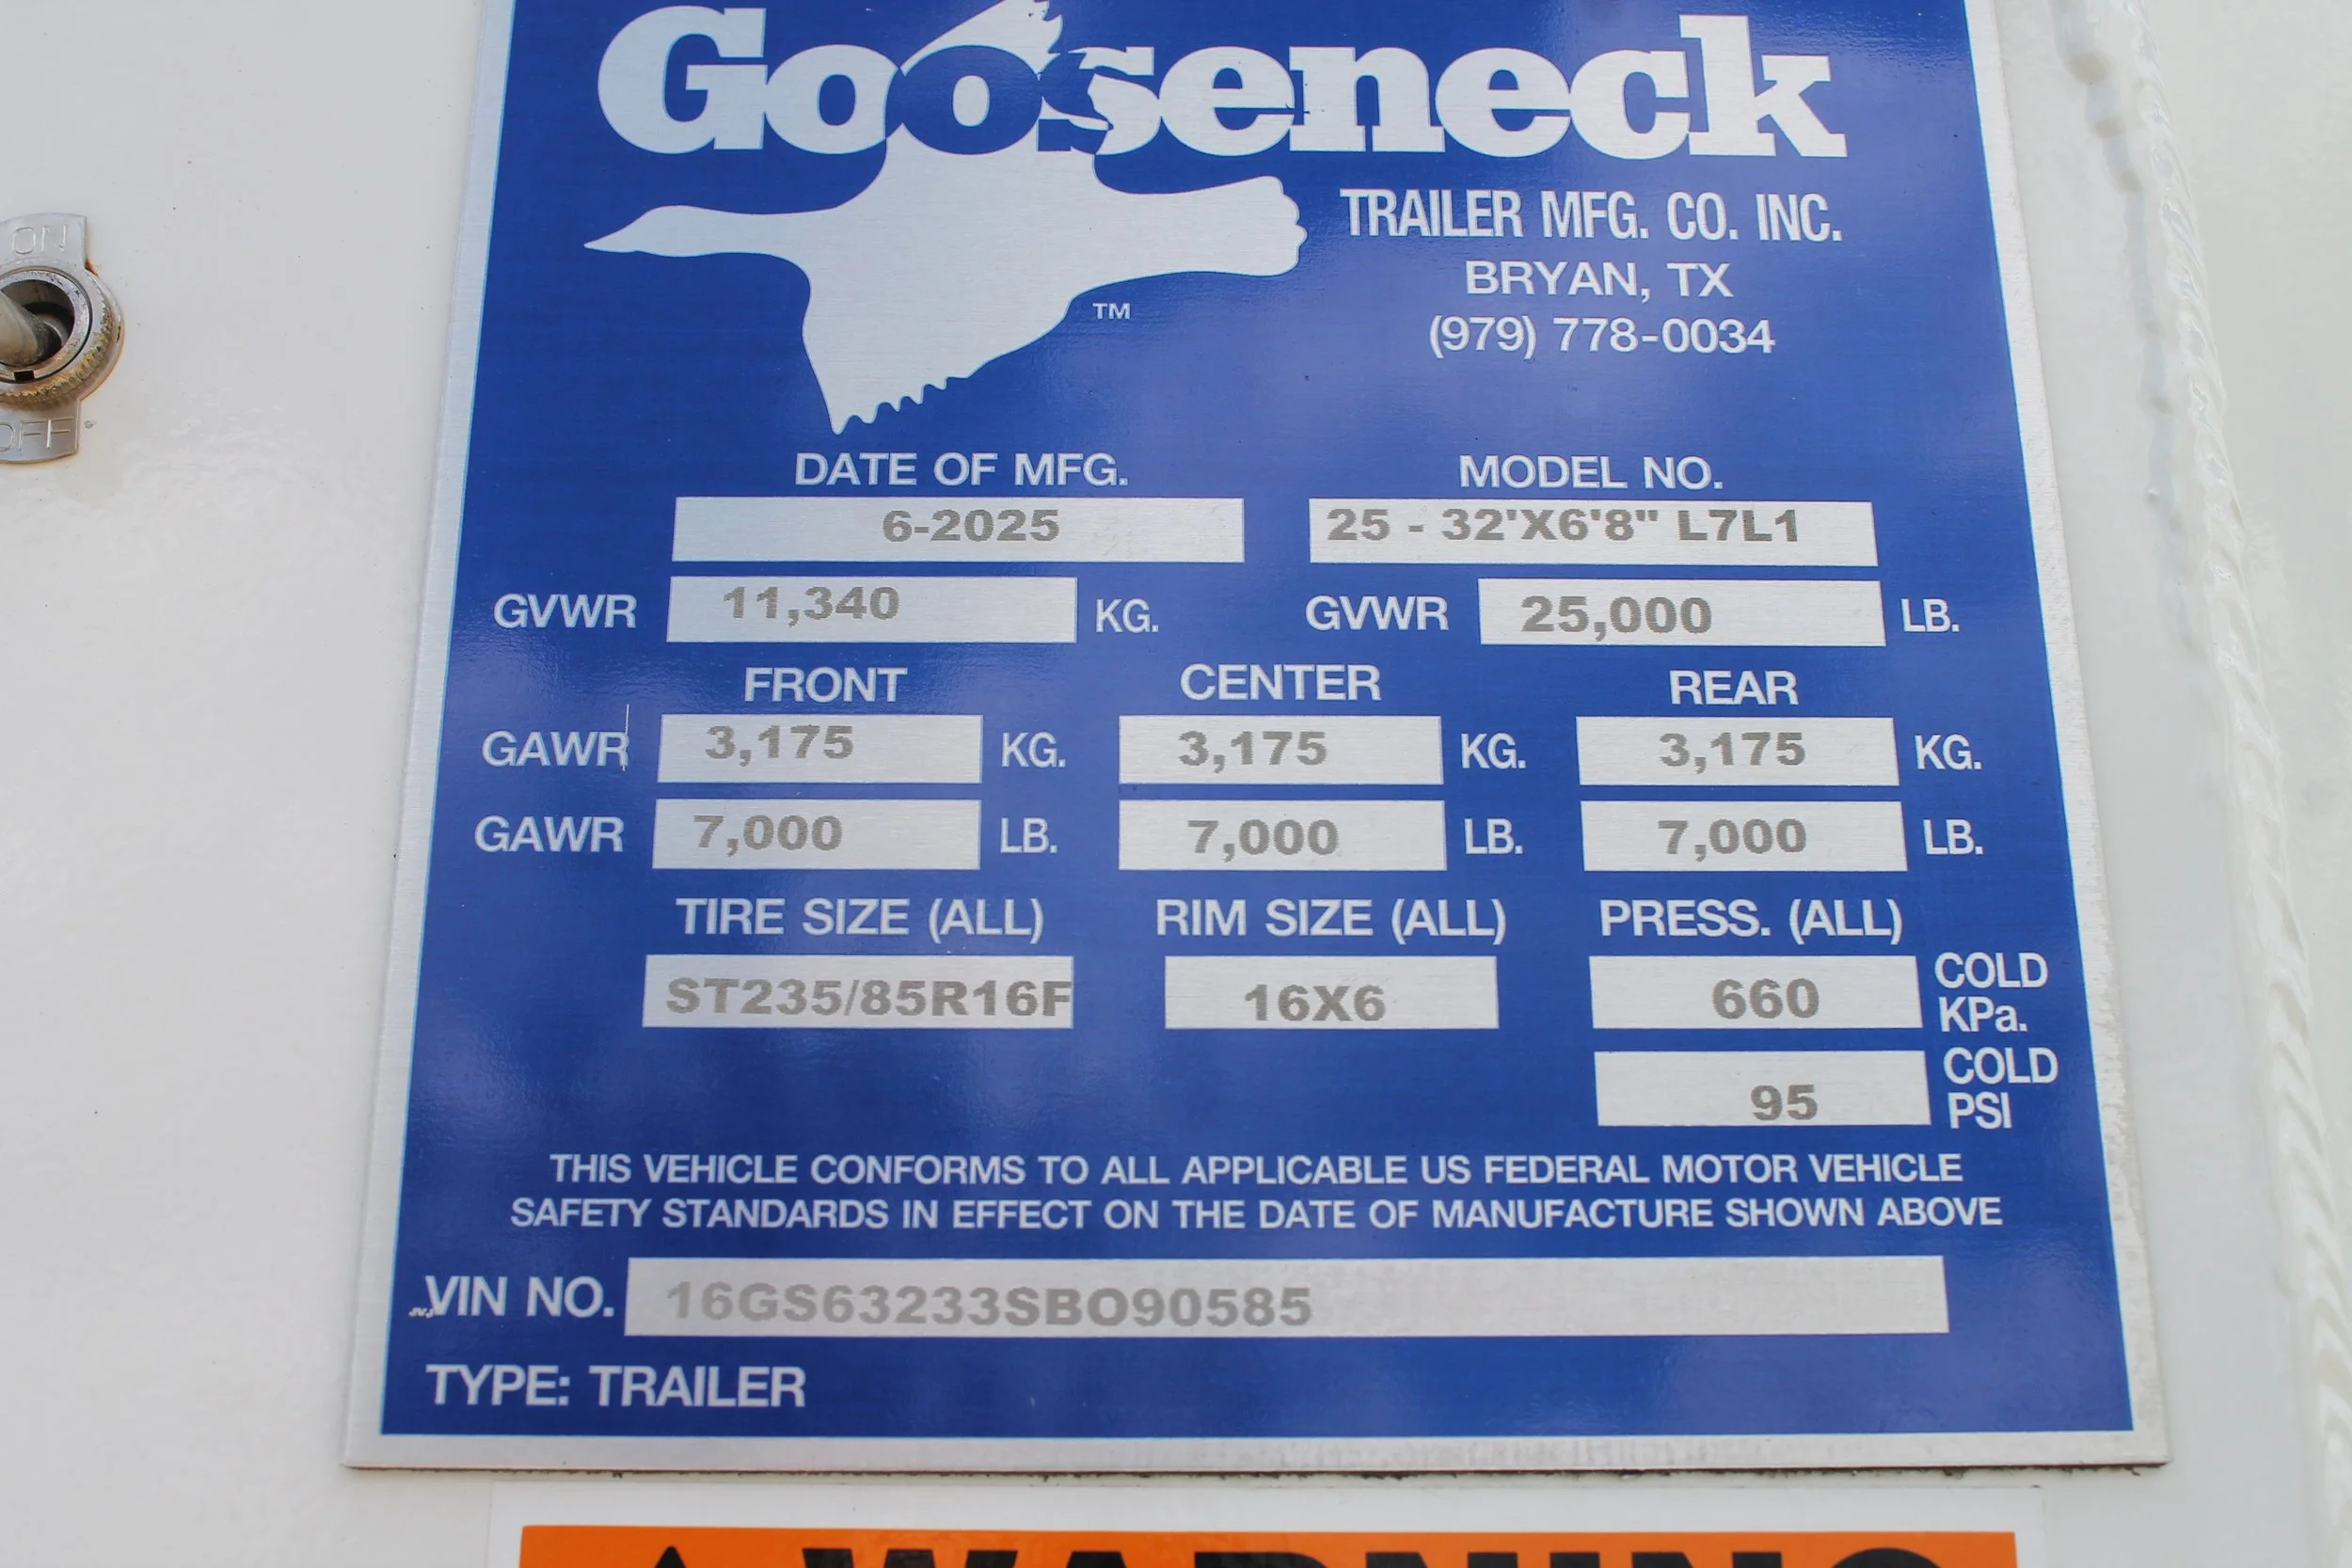 Gooseneck
TRAILER MFG. CO. INC.
BRYAN, TX
(979) 778-0034
TM
DATE OF MFG. MODEL NO.
6-2025 25 - 32'X6'8" L7L1
GVWR 11,340 KG. GVWR 25,000 LB.
FRONT CENTER REAR
GAWR 3,175 KG. 3,175 KG. 3,175 KG.
GAWR 7,000 LB. 7,000 LB. 7,000 LB.
TIRE SIZE (ALL) RIM SIZE (ALL) PRESS. (ALL)
ST235/85R16F 16X6 660 COLD KPa.
95 COLD PSI
THIS VEHICLE CONFORMS TO ALL APPLICABLE US FEDERAL MOTOR VEHICLE
SAFETY STANDARDS IN EFFECT ON THE DATE OF MANUFACTURE SHOWN ABOVE
VIN NO. 16GS63233SBO90585
TYPE: TRAILER
WARNING
ON
OFF